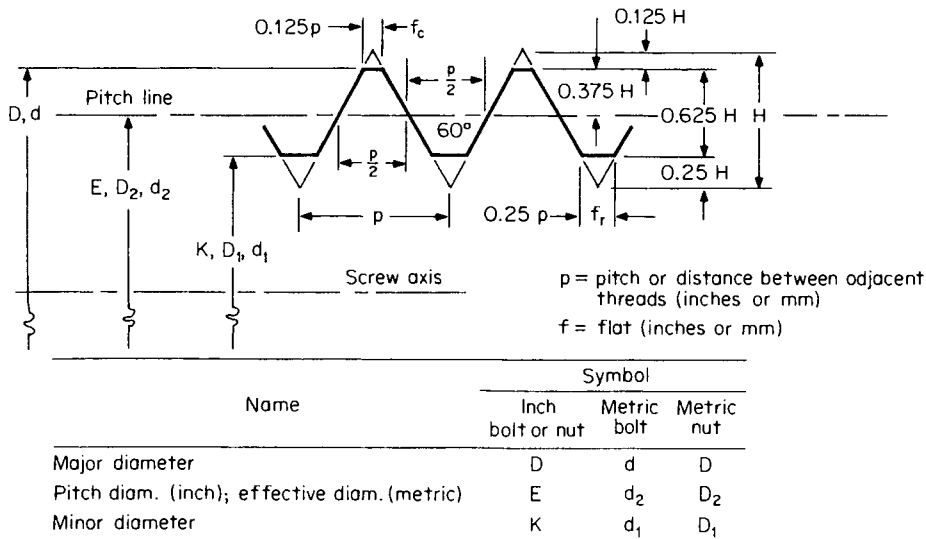 0.125p
f_c
0.125 H
p/2
0.375 H
Pitch line
D, d
60°
0.625 H
H
p/2
0.25 H
E, D₂, d₂
p
0.25 p
f_r
K, D₁, d₁
Screw axis
p = pitch or distance between adjacent
threads (inches or mm)
f = flat (inches or mm)
Symbol
Name
Inch Metric Metric
bolt or nut bolt nut
Major diameter D d D
Pitch diam. (inch); effective diam. (metric) E d₂ D₂
Minor diameter K d₁ D₁